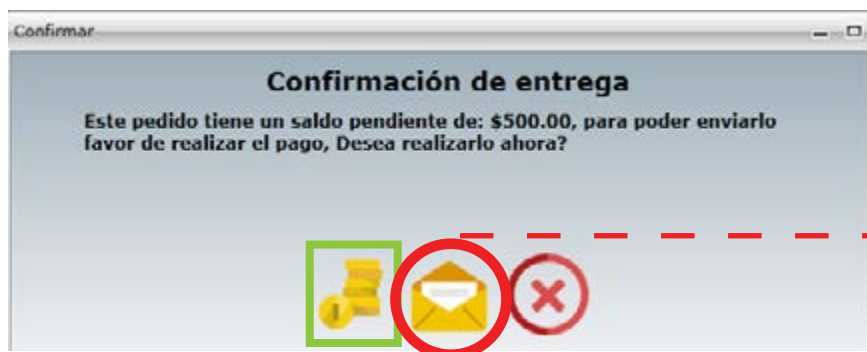 Confirmar
Confirmación de entrega
Este pedido tiene un saldo pendiente de: $500.00, para poder enviarlo
favor de realizar el pago, Desea realizarlo ahora?